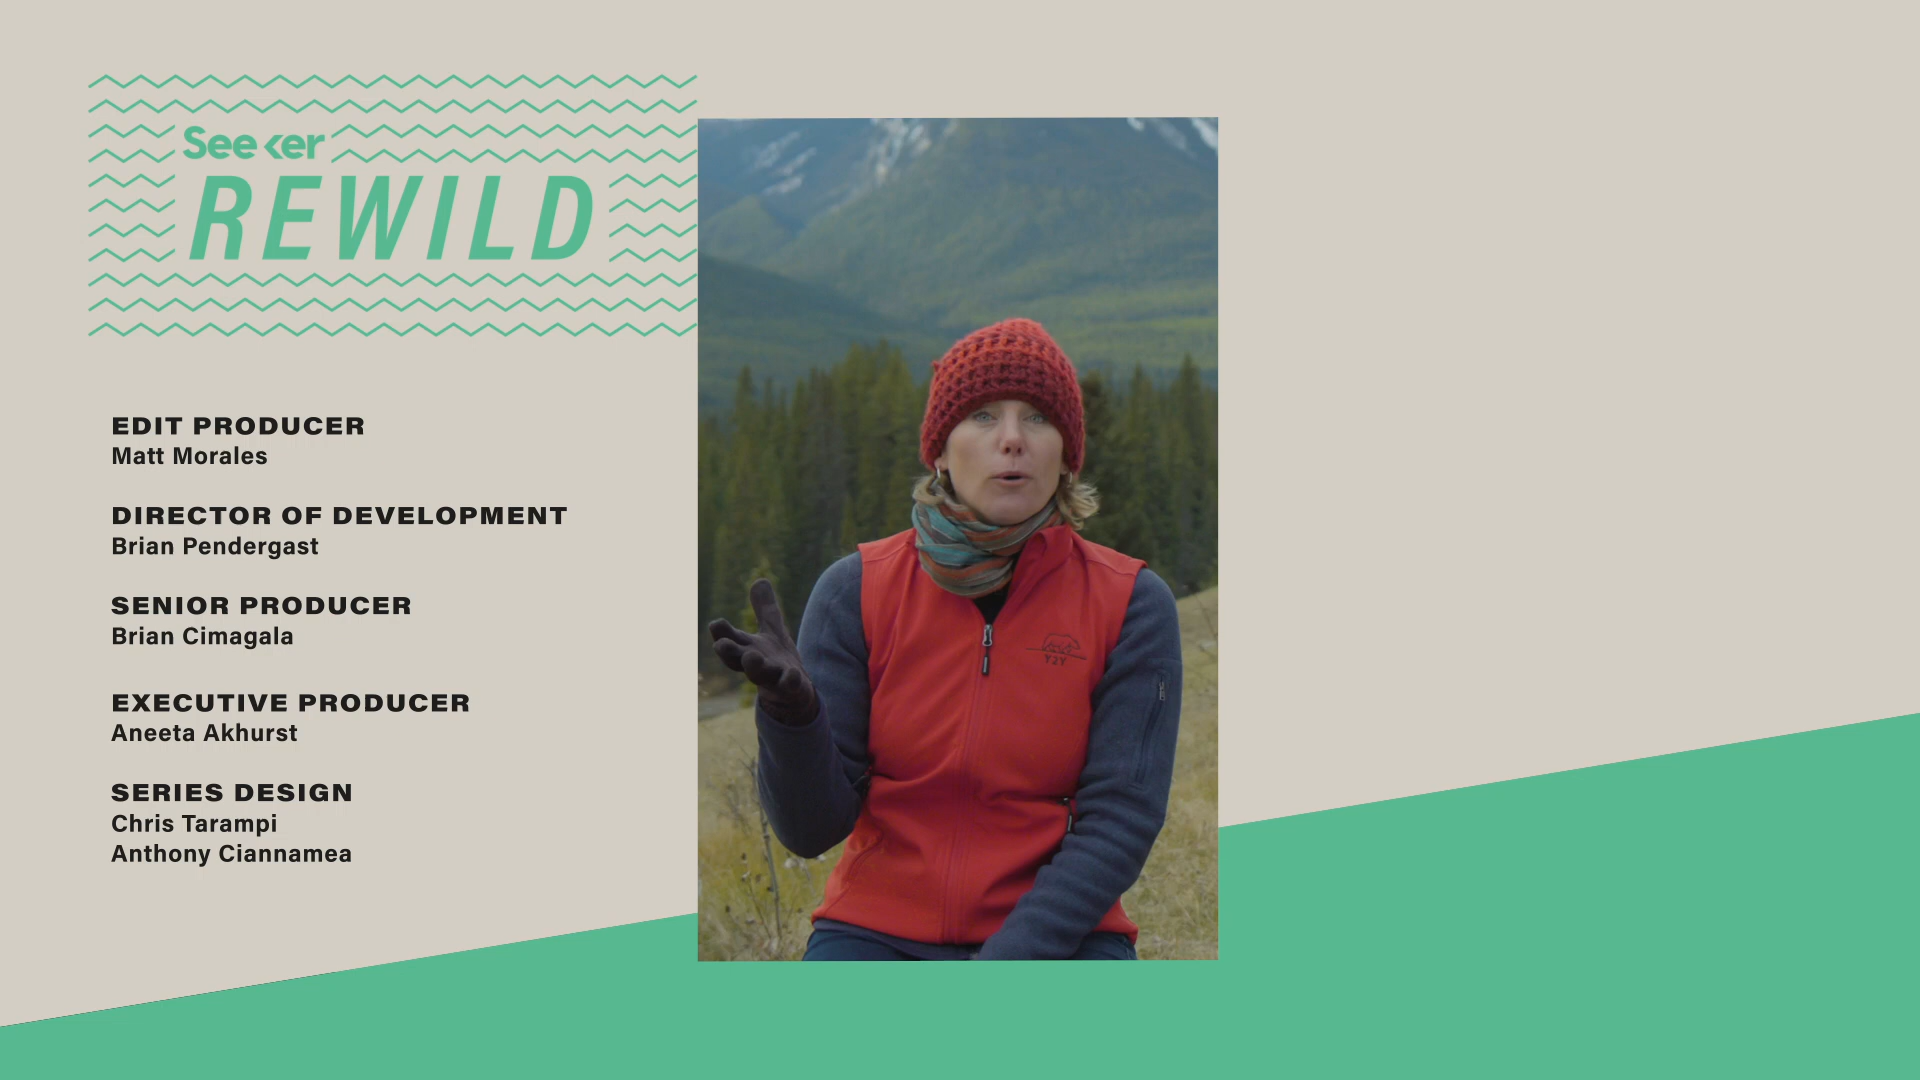 Seeker
REWILD
EDIT PRODUCER
Matt Morales
DIRECTOR OF DEVELOPMENT
Brian Pendergast
SENIOR PRODUCER
Brian Cimagala
EXECUTIVE PRODUCER
Aneeta Akhurst
SERIES DESIGN
Chris Tarampi
Anthony Ciannamea
Y2Y